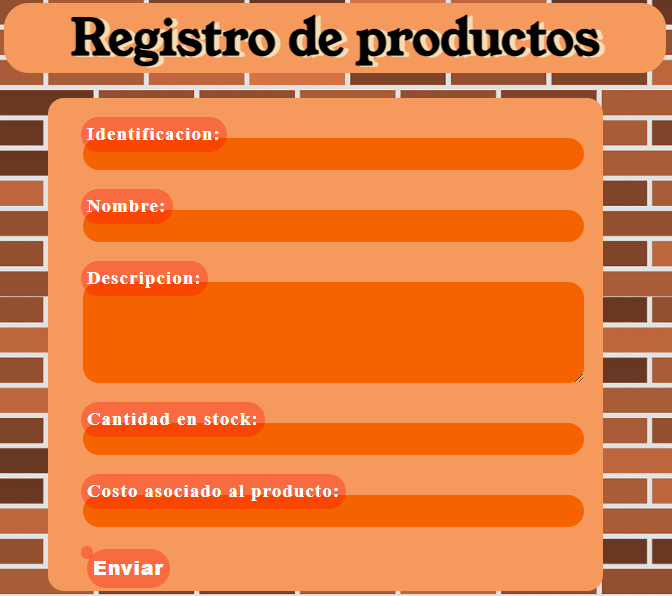 Registro de productos
Identificacion:
Nombre:
Descripcion:
Cantidad en stock:
Costo asociado al producto:
Enviar